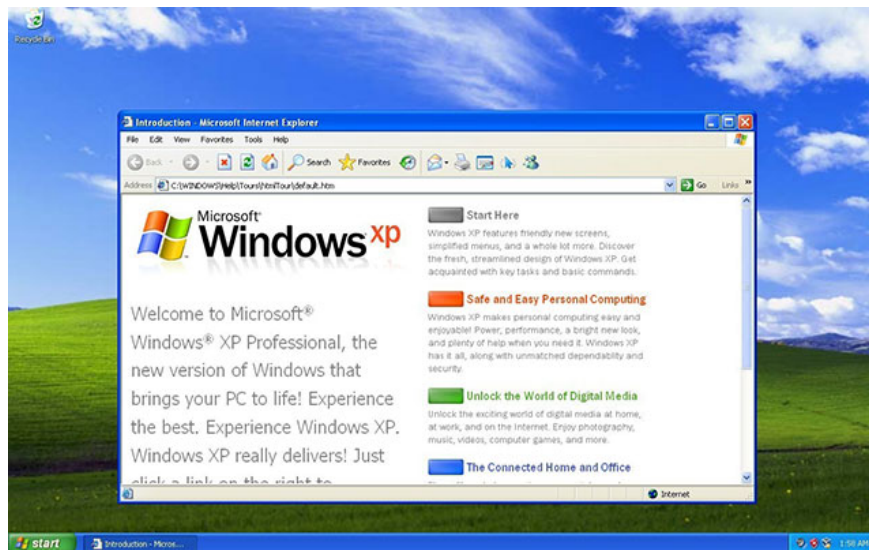 Recycle Bin
Introduction - Microsoft Internet Explorer
File Edit View Favorites Tools Help
Back Search Favorites
Address C:\WINDOWS\Help\Tours\htmlTour\default.htm Go Links »
Microsoft®
Windows xp
Welcome to Microsoft®
Windows® XP Professional, the
new version of Windows that
brings your PC to life! Experience
the best. Experience Windows XP.
Windows XP really delivers! Just
click a link on the right to
Start Here
Windows XP features friendly new screens,
simplified menus, and a whole lot more. Discover
the fresh, streamlined design of Windows XP. Get
acquainted with key tasks and basic commands.
Safe and Easy Personal Computing
Windows XP makes personal computing easy and
enjoyable! Power, performance, a bright new look,
and plenty of help when you need it. Windows XP
has it all, along with unmatched dependability and
security.
Unlock the World of Digital Media
Unlock the exciting world of digital media at home,
at work, and on the Internet. Enjoy photography,
music, videos, computer games, and more.
The Connected Home and Office
Internet
start Introduction - Micros... 1:58 AM